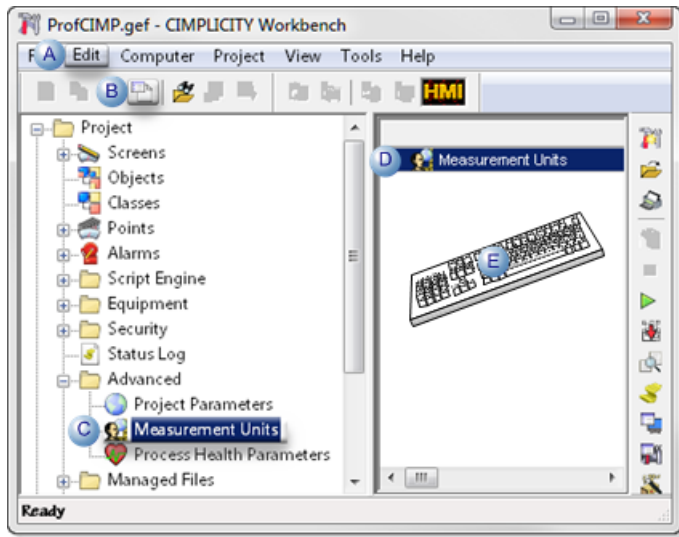 ProfCIMP.gef - CIMPLICITY Workbench
F A Edit Computer Project View Tools Help
B HMI
Project
Screens
Objects
Classes
Points
Alarms
Script Engine
Equipment
Security
Status Log
Advanced
Project Parameters
C Measurement Units
Process Health Parameters
Managed Files
D Measurement Units
E
Ready